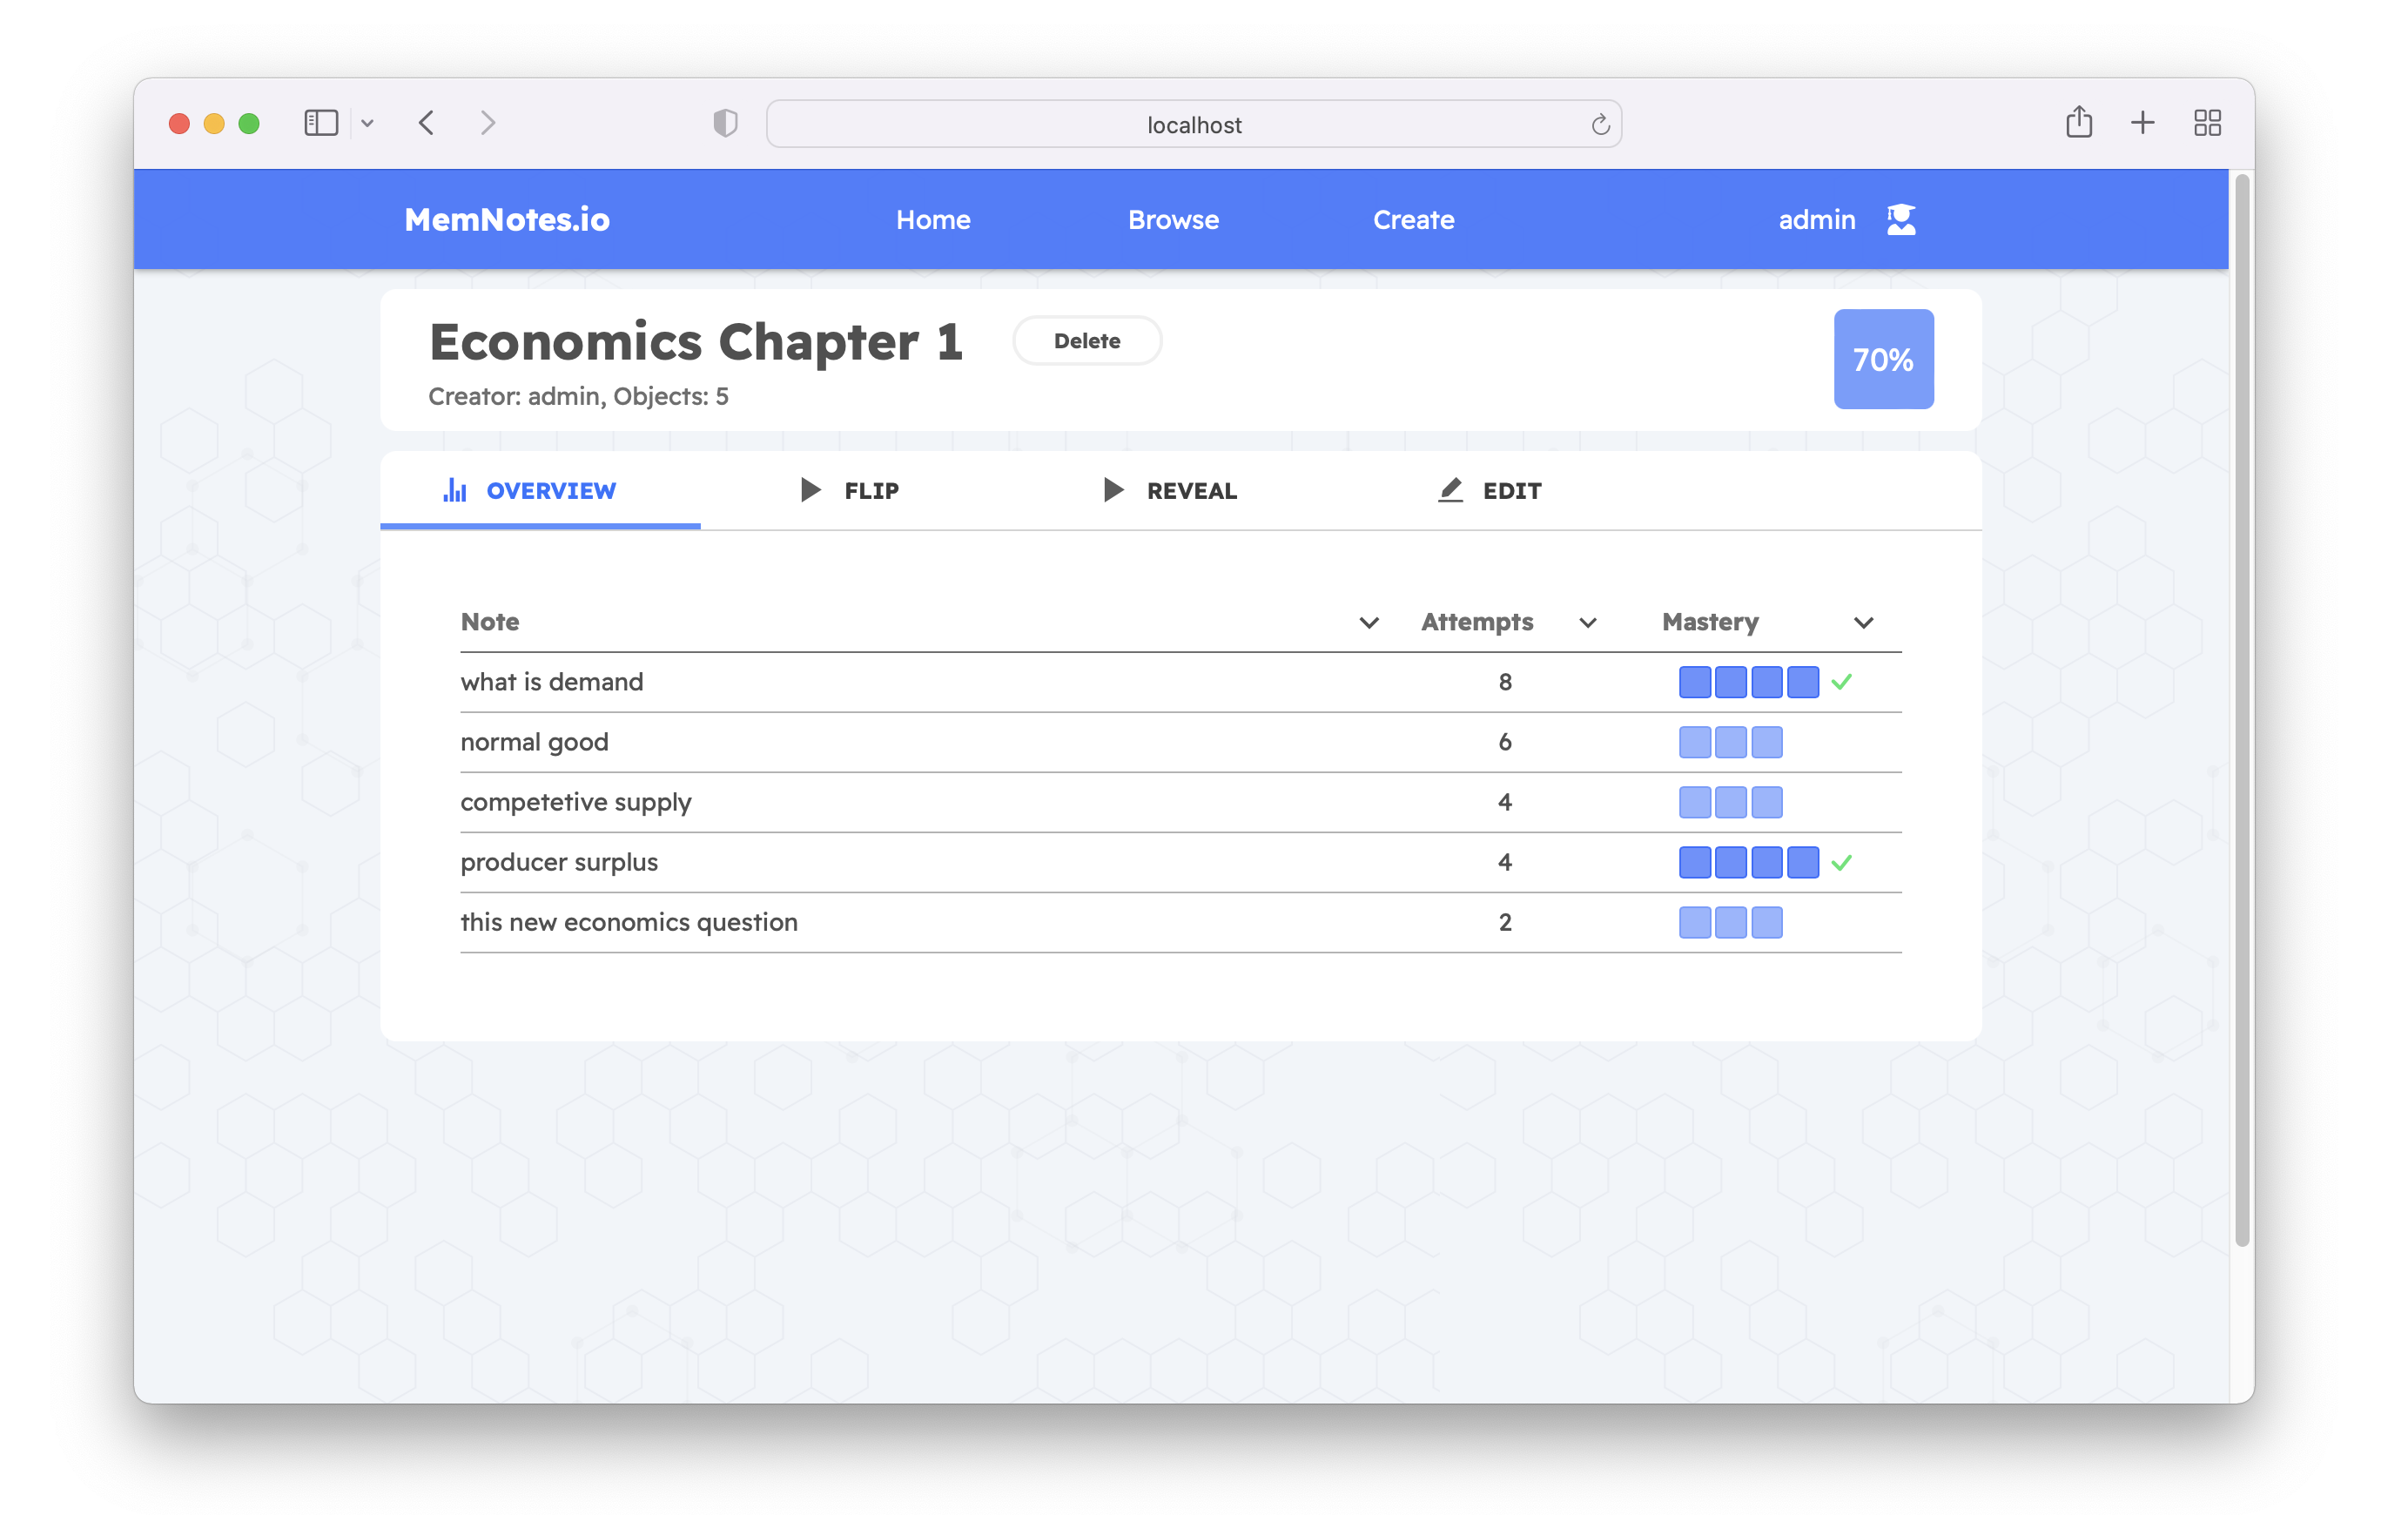 localhost
MemNotes.io Home Browse Create admin
Economics Chapter 1 Delete
Creator: admin, Objects: 5
70%
OVERVIEW FLIP REVEAL EDIT
Note Attempts Mastery
what is demand 8
normal good 6
competetive supply 4
producer surplus 4
this new economics question 2